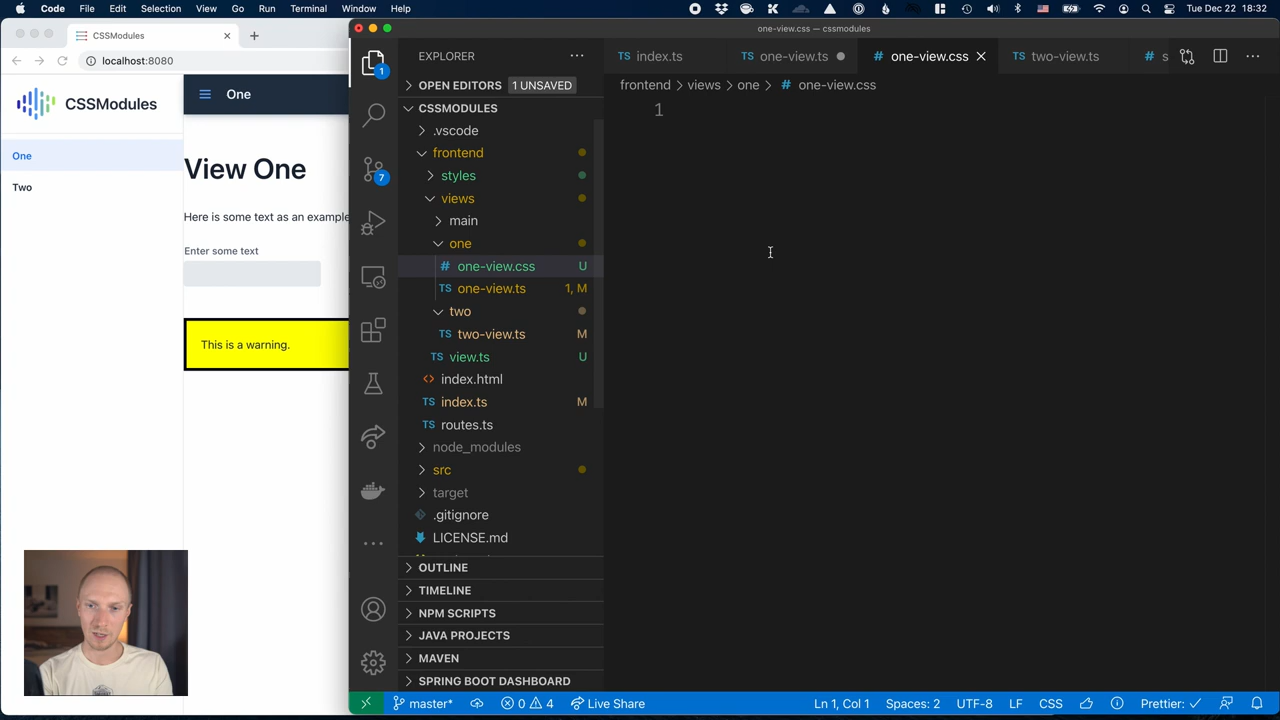 Code File Edit Selection View Go Run Terminal Window Help Tue Dec 22 18:32
CSSModules
localhost:8080
CSSModules
One
Two
One
View One
Here is some text as an example
Enter some text
This is a warning.
one-view.css — cssmodules
EXPLORER
OPEN EDITORS 1 UNSAVED
CSSMODULES
.vscode
frontend
styles
views
main
one
one-view.css U
one-view.ts 1, M
two
two-view.ts M
view.ts U
index.html
index.ts M
routes.ts
node_modules
src
target
.gitignore
LICENSE.md
OUTLINE
TIMELINE
NPM SCRIPTS
JAVA PROJECTS
MAVEN
SPRING BOOT DASHBOARD
1
7
index.ts one-view.ts one-view.css two-view.ts s
frontend > views > one > # one-view.css
1
master* 0 4 Live Share Ln 1, Col 1 Spaces: 2 UTF-8 LF CSS Prettier: ✓